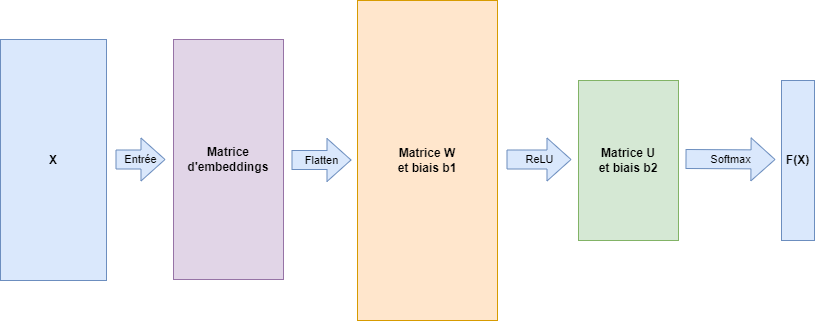 X
Entrée
Matrice
d'embeddings
Flatten
Matrice W
et biais b1
ReLU
Matrice U
et biais b2
Softmax
F(X)